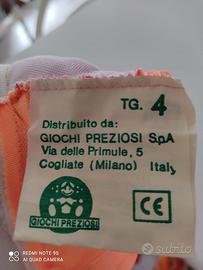 TG. 4
Distribuito da:
GIOCHI PREZIOSI SpA
Via delle Primule, 5
Cogliate (Milano) Italy
GIOCHI PREZIOSI
CE
REDMI NOTE 9S
AI QUAD CAMERA
subito